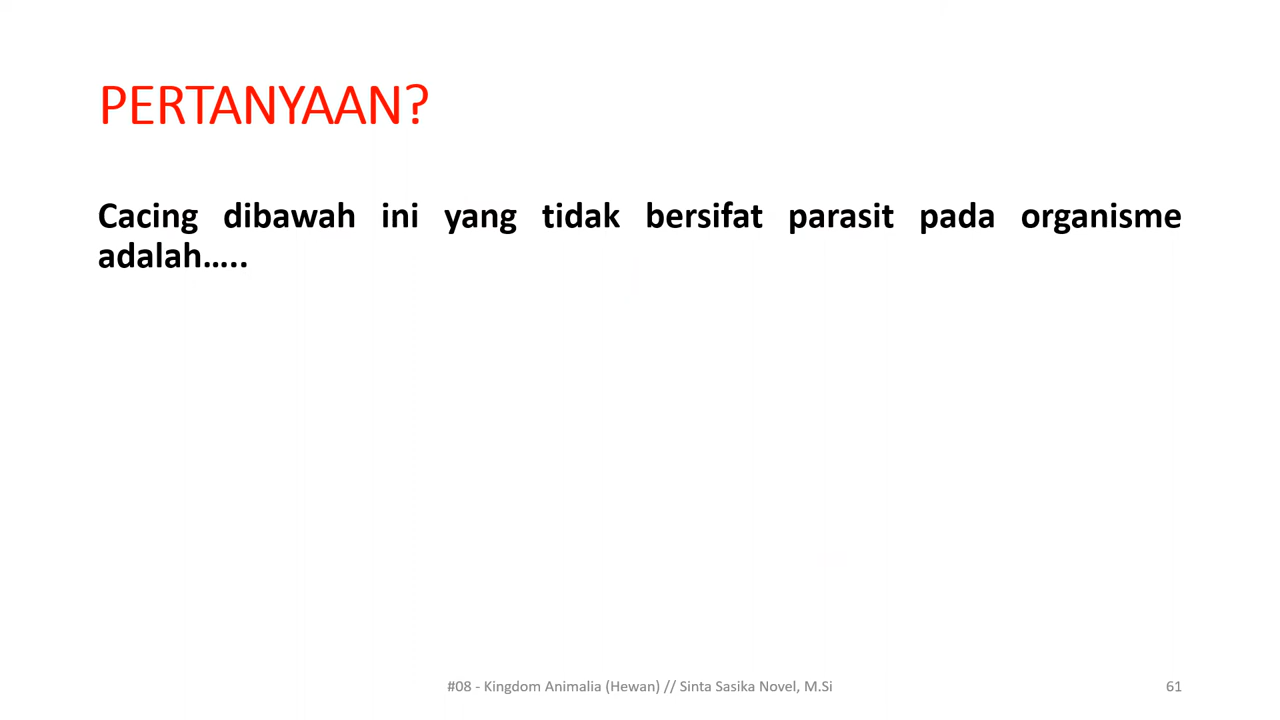 PERTANYAAN?
Cacing dibawah ini yang tidak bersifat parasit pada organisme
adalah…..
#08 - Kingdom Animalia (Hewan) // Sinta Sasika Novel, M.Si
61